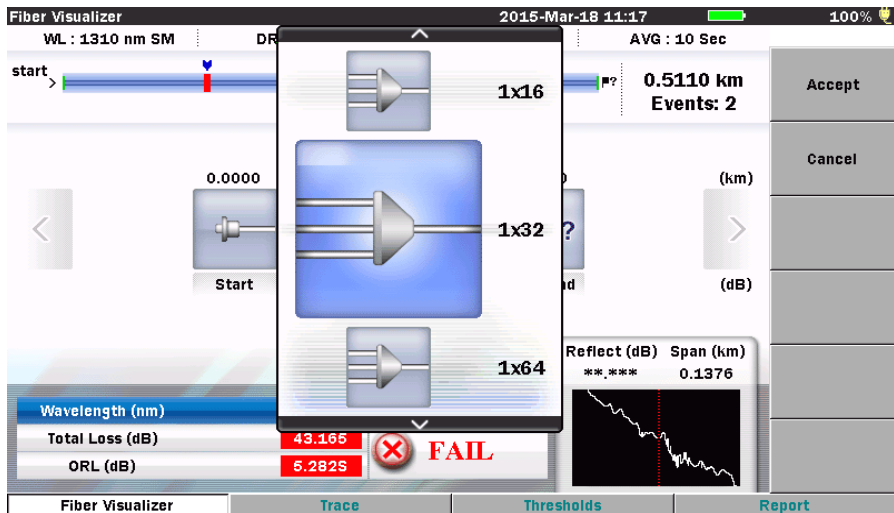 Fiber Visualizer 2015-Mar-18 11:17 100%
WL : 1310 nm SM AVG : 10 Sec
start
1x16
?
0.5110 km
Events: 2
Accept
Cancel
0.0000 (km)
1x32
?
Start (dB)
1x64
Reflect (dB) Span (km)
**.*** 0.1376
Wavelength (nm)
Total Loss (dB) 43.165
FAIL
ORL (dB) 5.282S
Fiber Visualizer Trace Thresholds Report